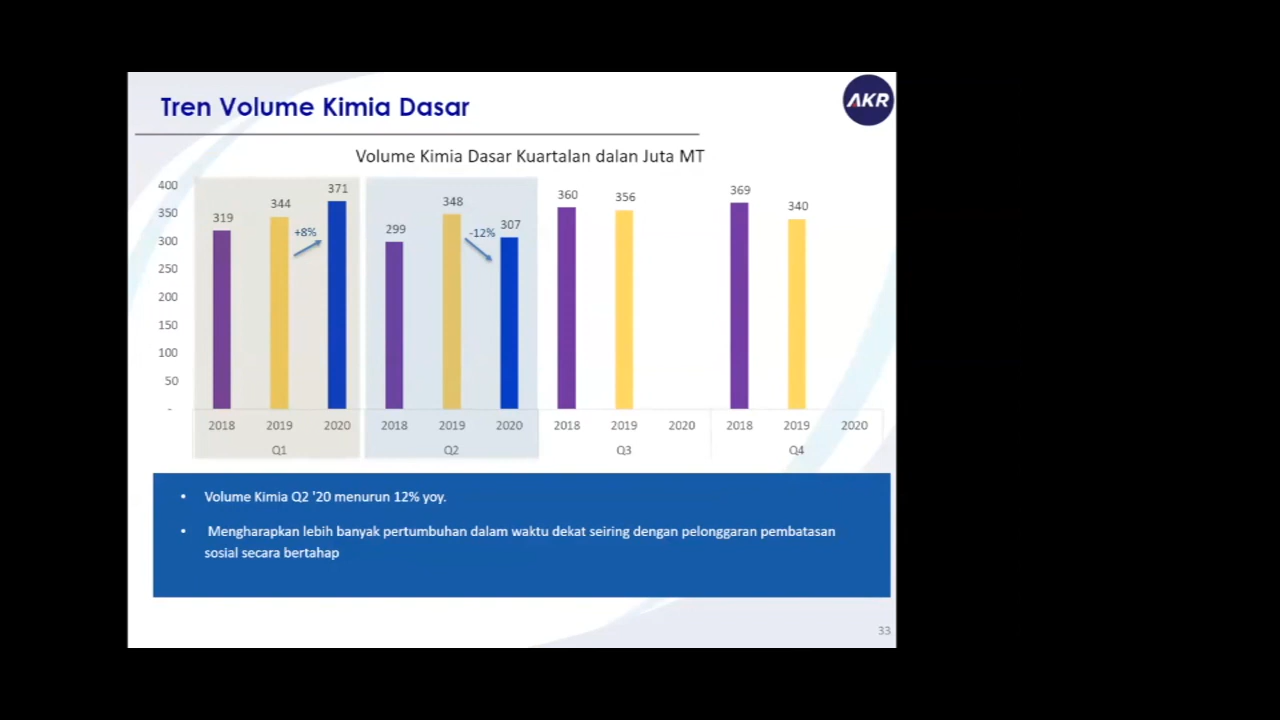 Tren Volume Kimia Dasar
AKR
Volume Kimia Dasar Kuartalan dalan Juta MT
400
350
300
250
200
150
100
50
-
319
344
371
+8%
299
348
307
-12%
360
356
369
340
2018 2019 2020 2018 2019 2020 2018 2019 2020 2018 2019 2020
Q1 Q2 Q3 Q4
• Volume Kimia Q2 '20 menurun 12% yoy.
• Mengharapkan lebih banyak pertumbuhan dalam waktu dekat seiring dengan pelonggaran pembatasan
sosial secara bertahap
33